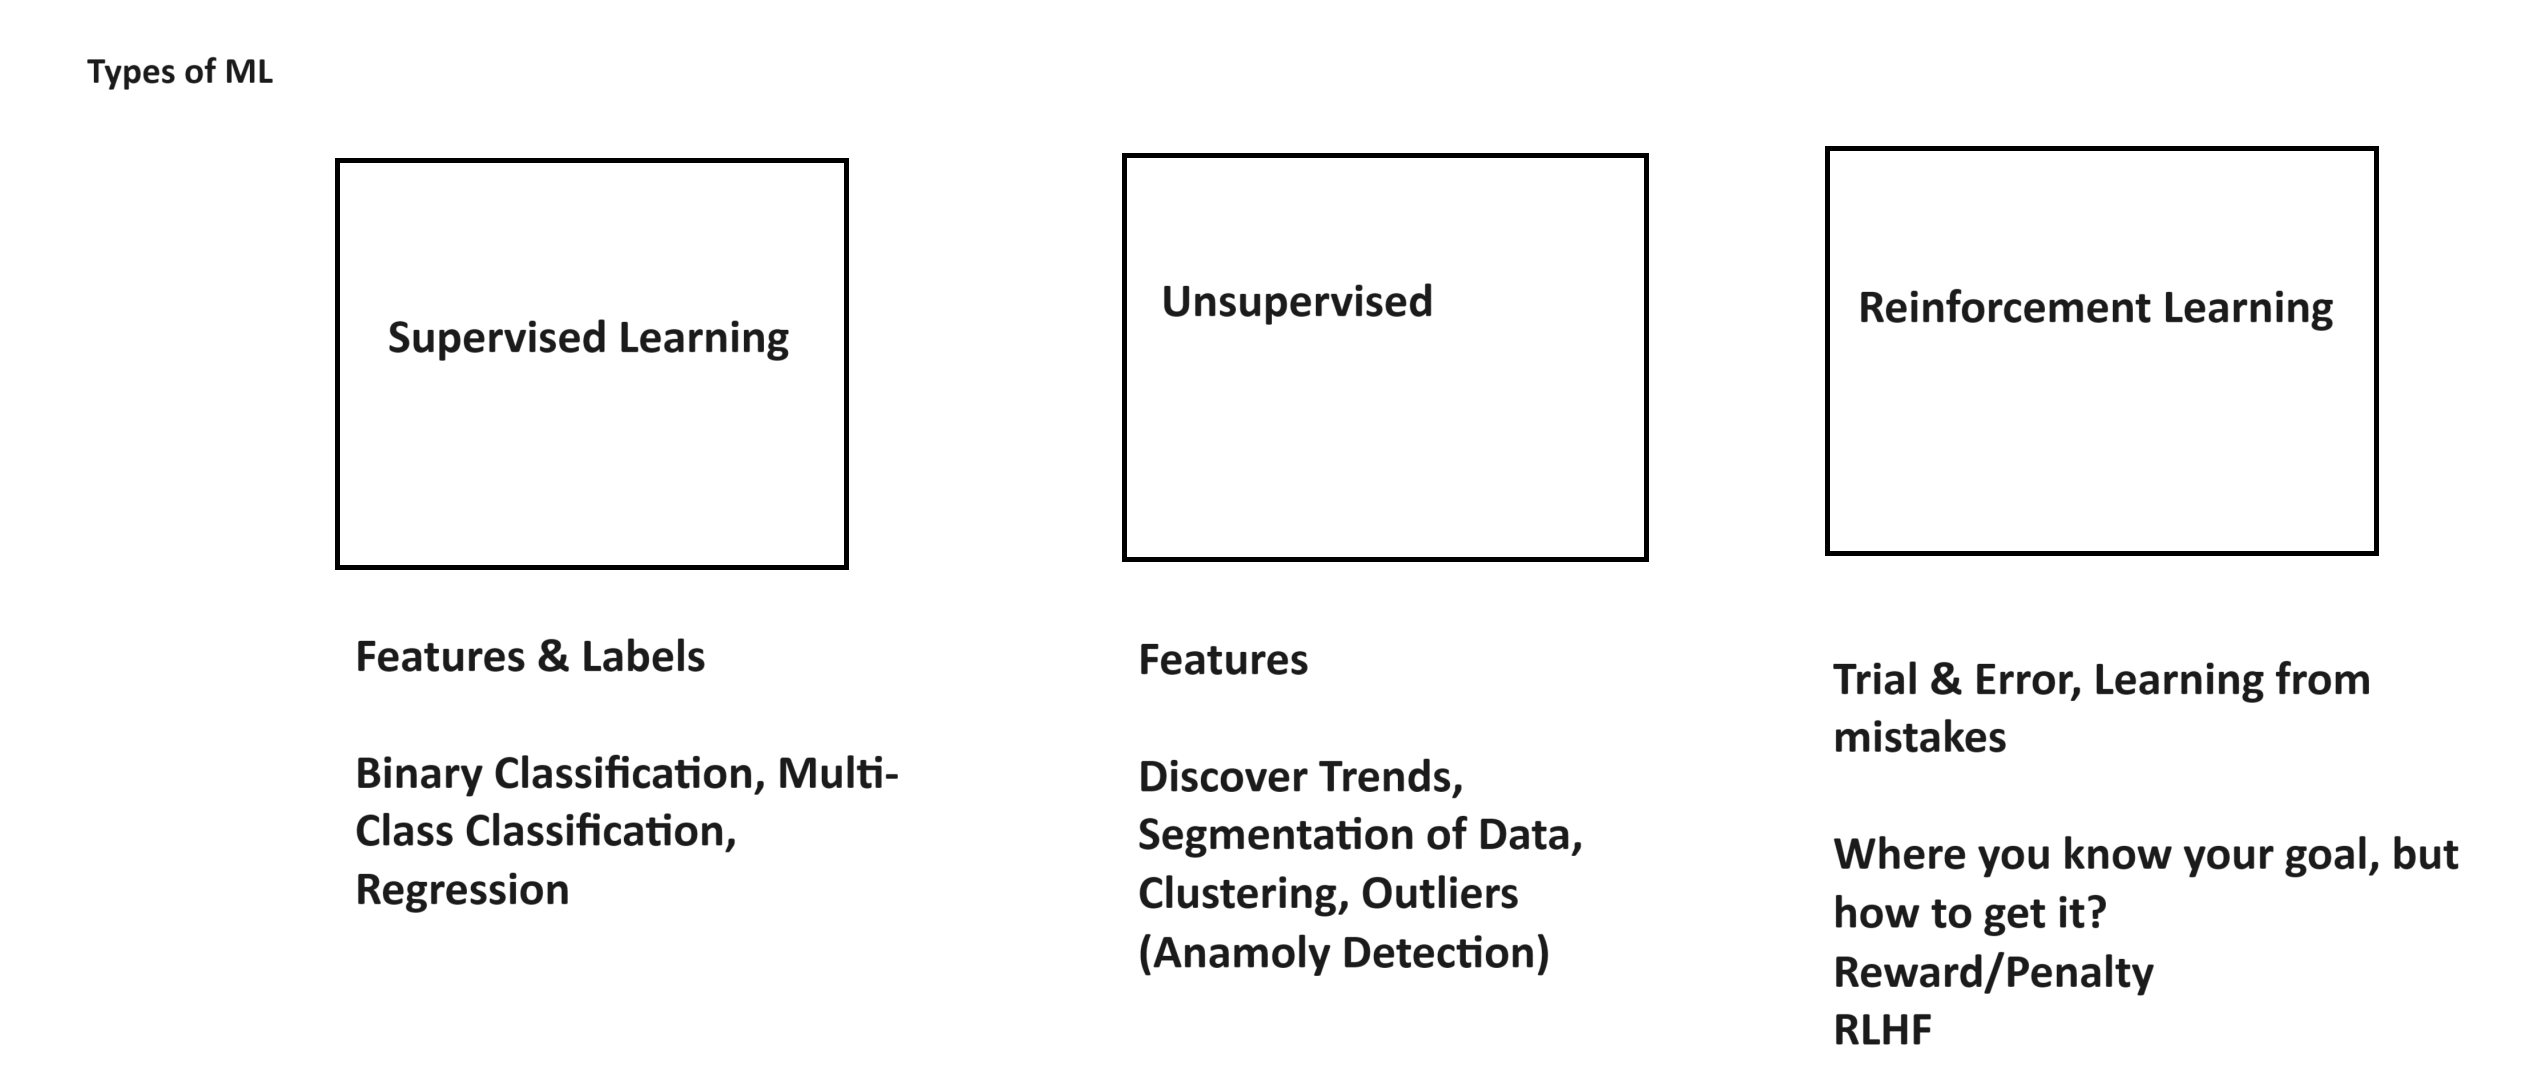 Types of ML
Supervised Learning
Unsupervised
Reinforcement Learning
Features & Labels
Binary Classification, Multi-
Class Classification,
Regression
Features
Discover Trends,
Segmentation of Data,
Clustering, Outliers
(Anamoly Detection)
Trial & Error, Learning from
mistakes
Where you know your goal, but
how to get it?
Reward/Penalty
RLHF